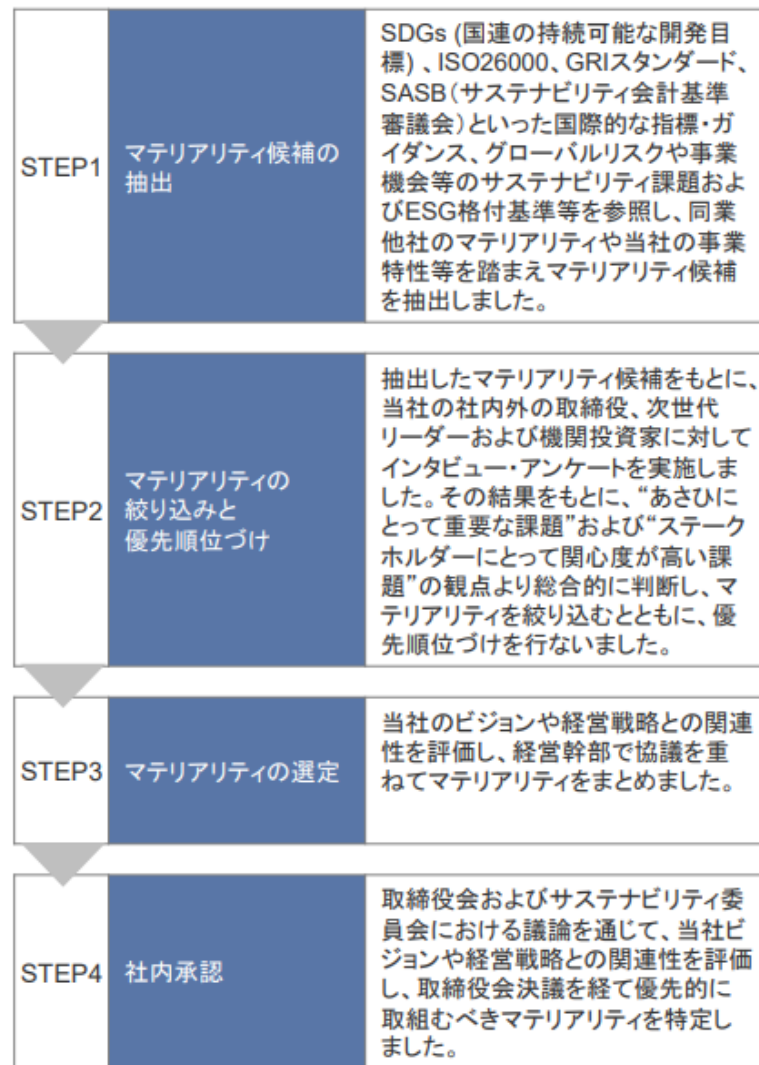 STEP1
マテリアリティ候補の
抽出
SDGs (国連の持続可能な開発目
標) 、ISO26000、GRIスタンダード、
SASB(サステナビリティ会計基準
審議会)といった国際的な指標・ガ
イダンス、グローバルリスクや事業
機会等のサステナビリティ課題およ
びESG格付基準等を参照し、同業
他社のマテリアリティや当社の事業
特性等を踏まえマテリアリティ候補
を抽出しました。
STEP2
マテリアリティの
絞り込みと
優先順位づけ
抽出したマテリアリティ候補をもとに、
当社の社内外の取締役、次世代
リーダーおよび機関投資家に対して
インタビュー・アンケートを実施しま
した。その結果をもとに、“あさひに
とって重要な課題”および“ステーク
ホルダーにとって関心度が高い課
題”の観点より総合的に判断し、マ
テリアリティを絞り込むとともに、優
先順位づけを行ないました。
STEP3
マテリアリティの選定
当社のビジョンや経営戦略との関連
性を評価し、経営幹部で協議を重
ねてマテリアリティをまとめました。
STEP4
社内承認
取締役会およびサステナビリティ委
員会における議論を通じて、当社ビ
ジョンや経営戦略との関連性を評価
し、取締役会決議を経て優先的に
取組むべきマテリアリティを特定し
ました。